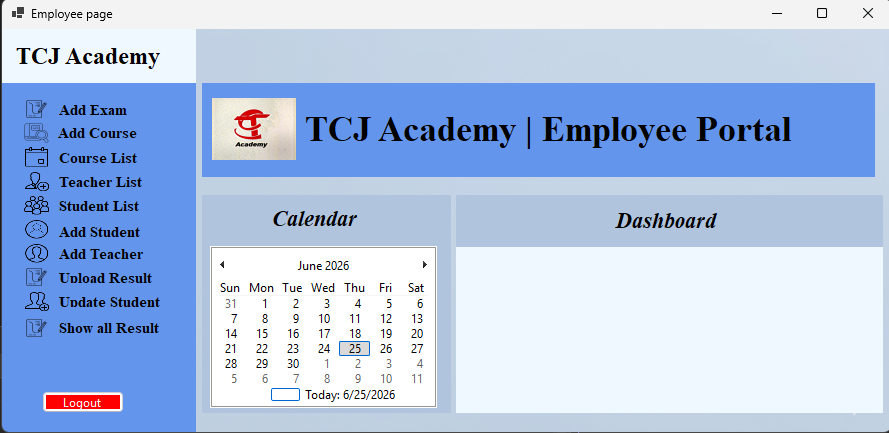 Employee page
TCJ Academy
Add Exam
Add Course
Course List
Teacher List
Student List
Add Student
Add Teacher
Upload Result
Update Student
Show all Result
Logout
Academy
TCJ Academy | Employee Portal
Calendar
June 2026
Sun Mon Tue Wed Thu Fri Sat
31 1 2 3 4 5 6
7 8 9 10 11 12 13
14 15 16 17 18 19 20
21 22 23 24 25 26 27
28 29 30 1 2 3 4
5 6 7 8 9 10 11
Today: 6/25/2026
Dashboard